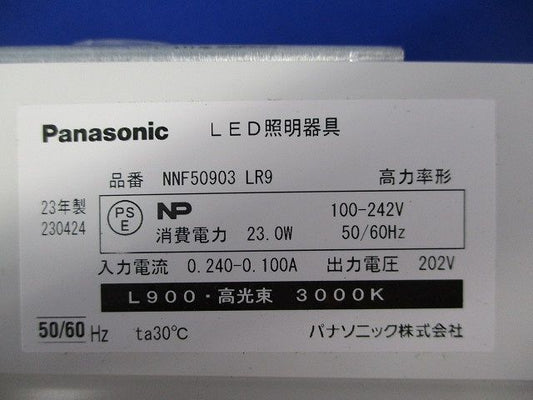 Panasonic LED照明器具
品番 NNF50903 LR9 高力率形
23年製 PS E NP 100-242V
230424 消費電力 23.0W 50/60Hz
入力電流 0.240-0.100A 出力電圧 202V
L900・高光束 3000K
50/60 Hz ta30℃ パナソニック株式会社